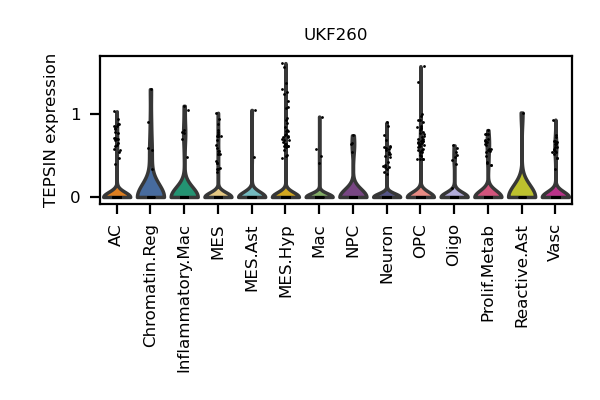 UKF260
TEPSIN expression
1
0
AC
Chromatin.Reg
Inflammatory.Mac
MES
MES.Ast
MES.Hyp
Mac
NPC
Neuron
OPC
Oligo
Prolif.Metab
Reactive.Ast
Vasc